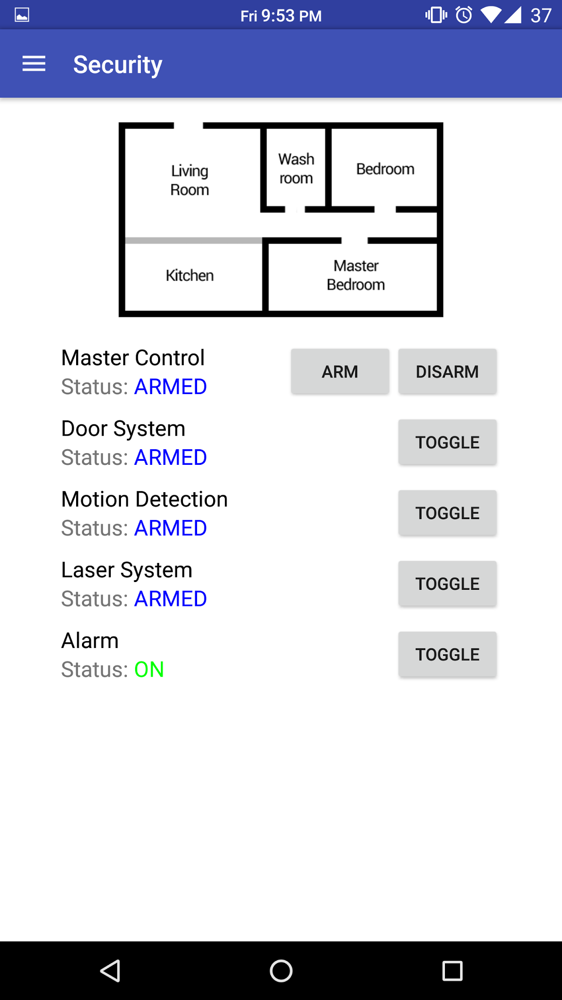 Fri 9:53 PM 37
Security
Living
Room
Wash
room
Bedroom
Kitchen
Master
Bedroom
Master Control
Status: ARMED
ARM DISARM
Door System
Status: ARMED
TOGGLE
Motion Detection
Status: ARMED
TOGGLE
Laser System
Status: ARMED
TOGGLE
Alarm
Status: ON
TOGGLE